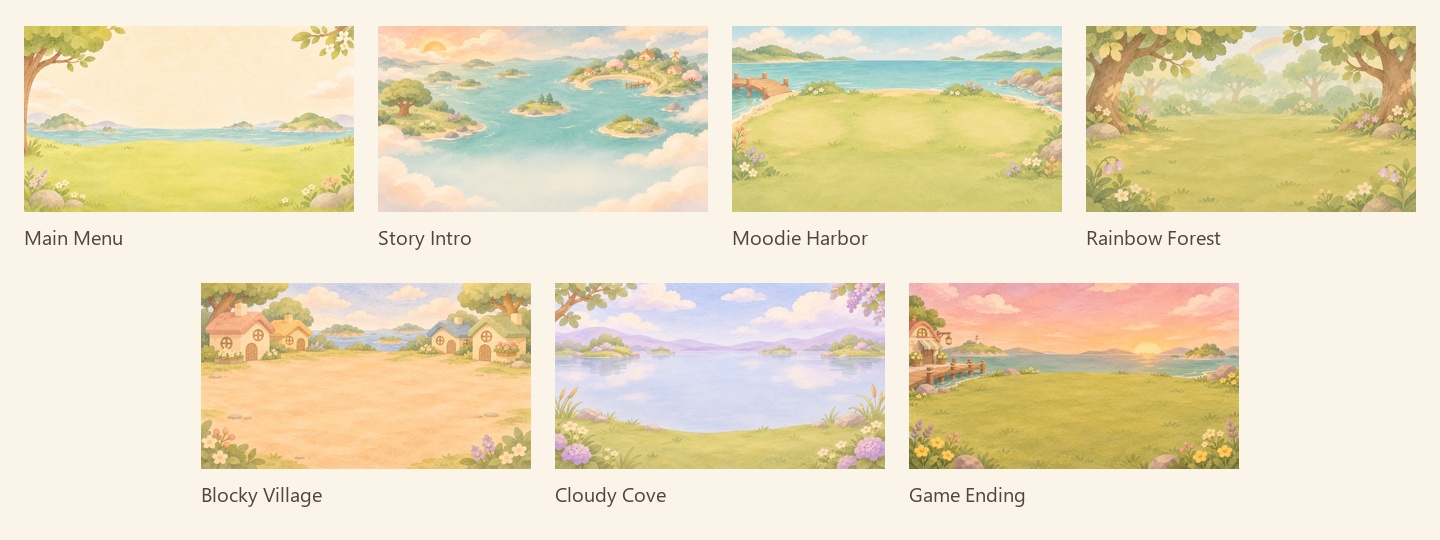 Main Menu
Story Intro
Moodie Harbor
Rainbow Forest
Blocky Village
Cloudy Cove
Game Ending